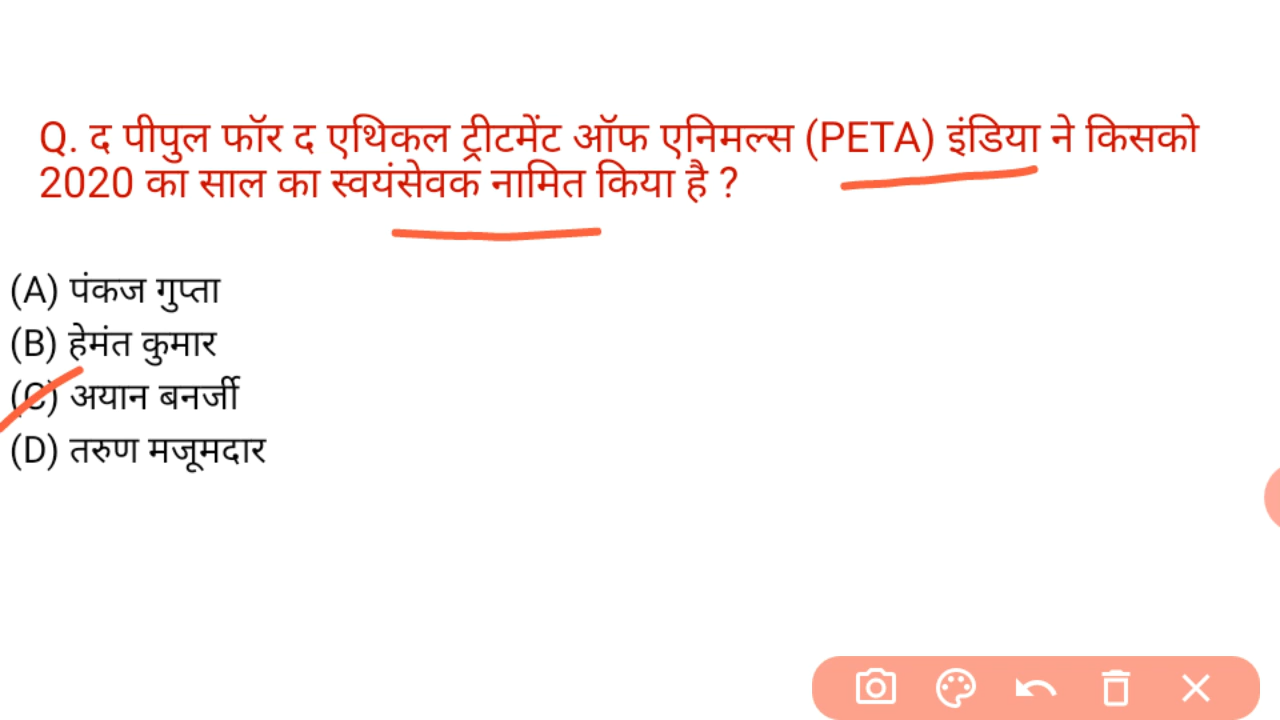 Q. द पीपुल फॉर द एथिकल ट्रीटमेंट ऑफ एनिमल्स (PETA) इंडिया ने किसको
2020 का साल का स्वयंसेवक नामित किया है ?
(A) पंकज गुप्ता
(B) हेमंत कुमार
(C) अयान बनर्जी
(D) तरुण मजूमदार